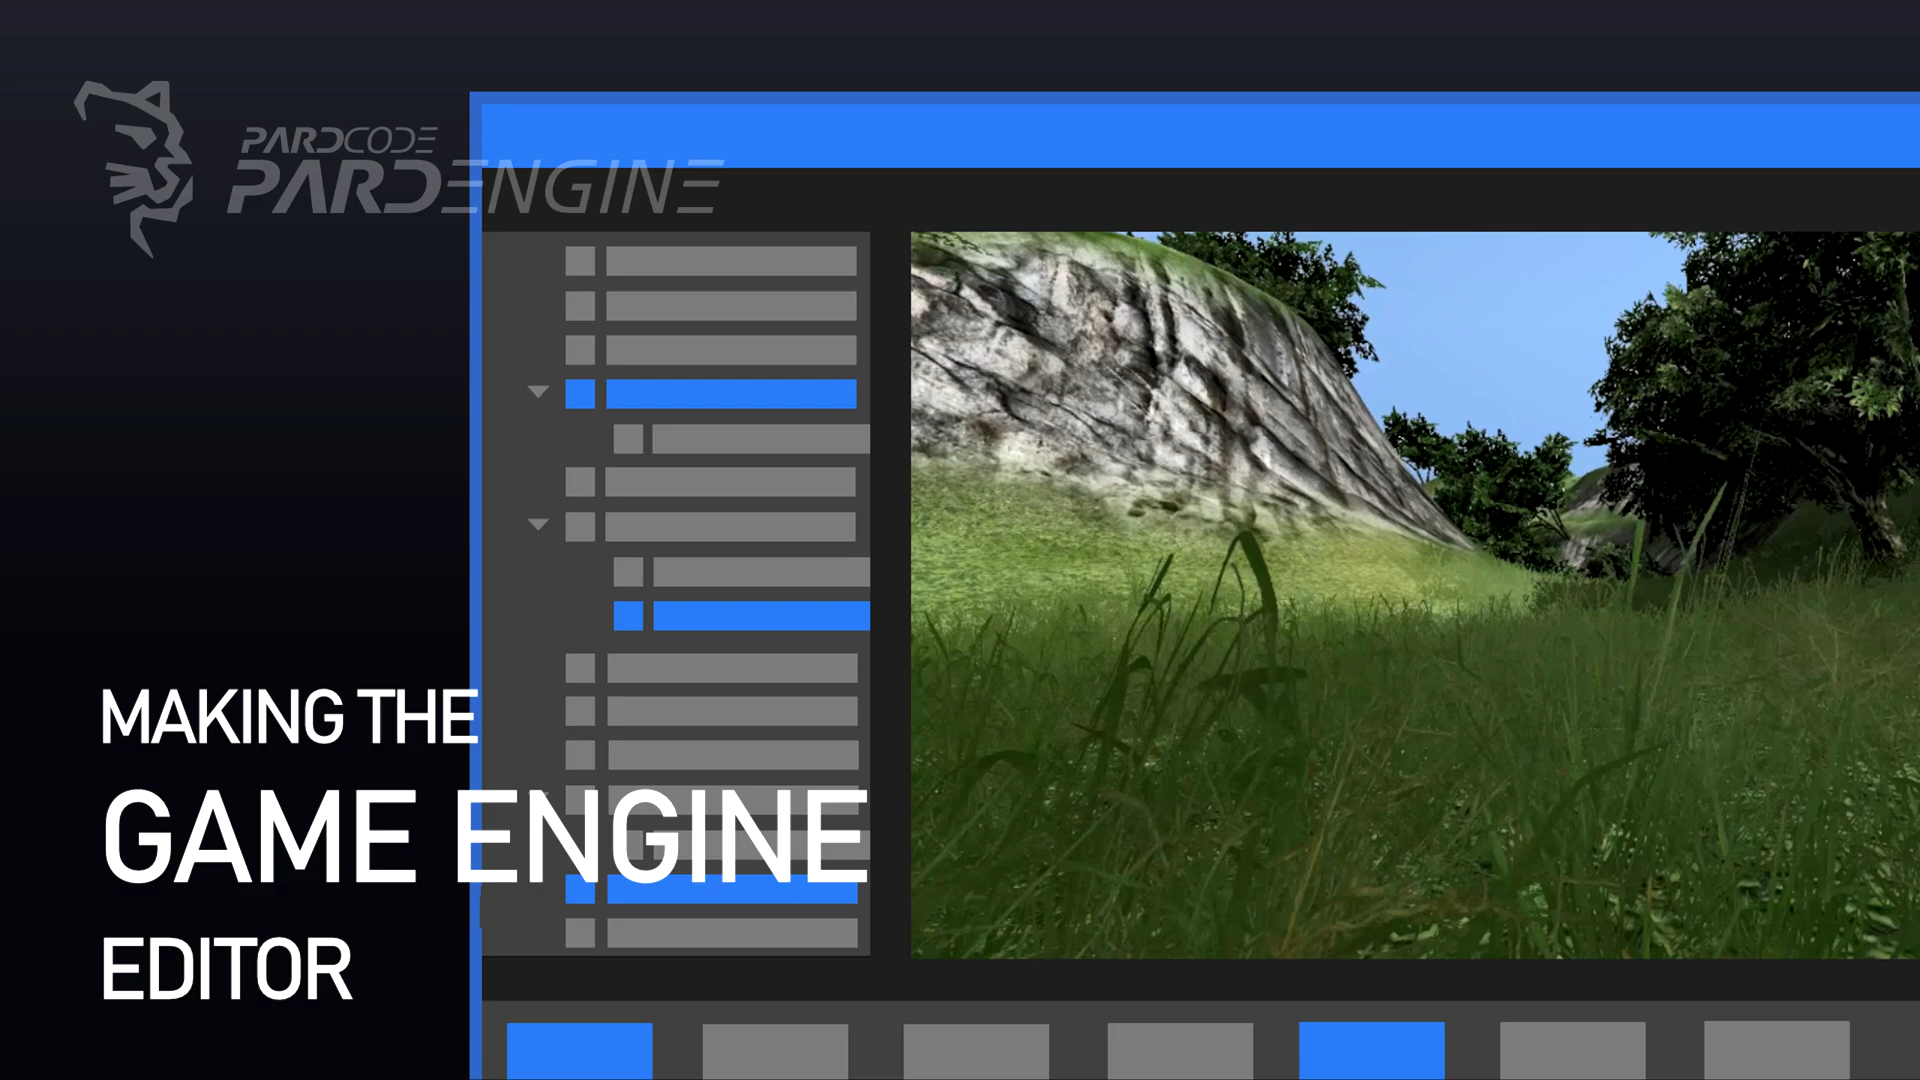 PARDCODE
PARDENGINE
MAKING THE
GAME ENGINE
EDITOR